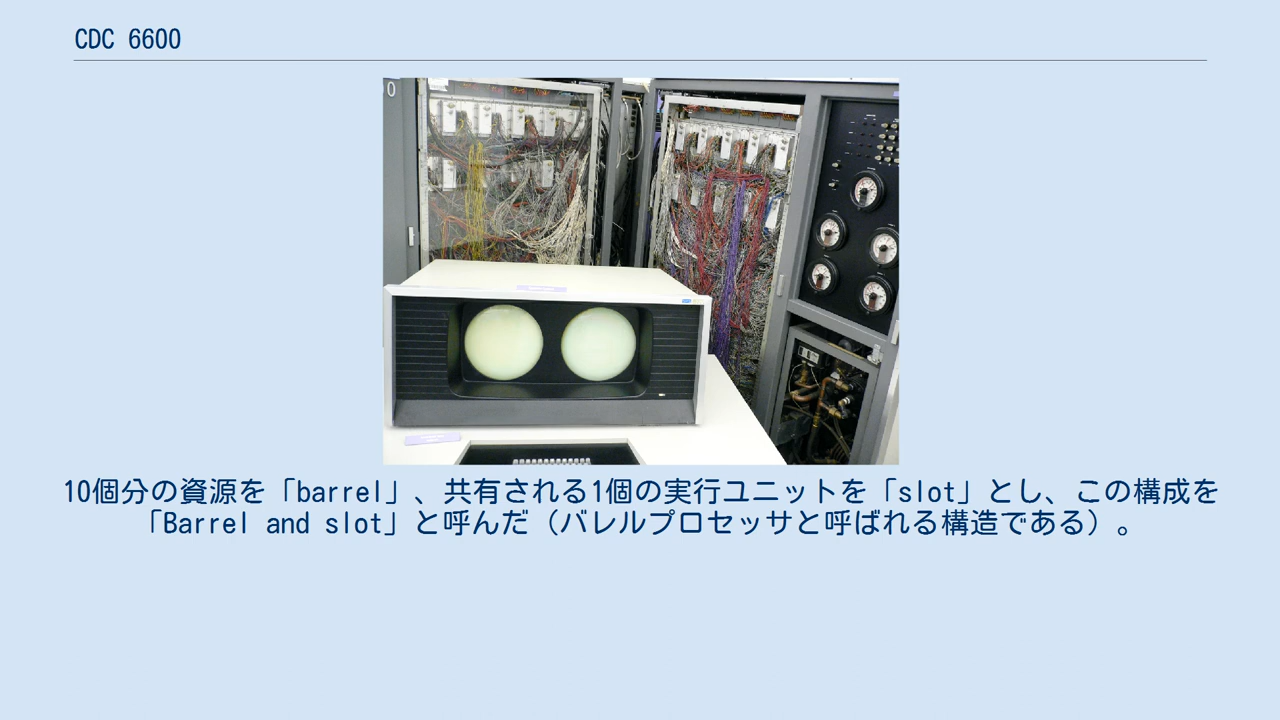 CDC 6600
10個分の資源を「barrel」、共有される1個の実行ユニットを「slot」とし、この構成を
「Barrel and slot」と呼んだ（バレルプロセッサと呼ばれる構造である）。